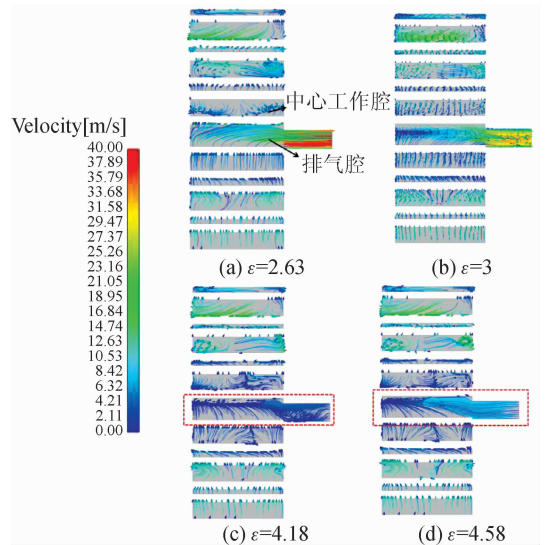 中心工作腔
Velocity[m/s]
排气腔
40.00
37.89
35.79
33.68
31.58
29.47
27.37
25.26
23.16
21.05
18.95
16.84
14.74
12.63
10.53
8.42
6.32
4.21
2.11
0.00
(a) ε=2.63
(b) ε=3
(c) ε=4.18
(d) ε=4.58